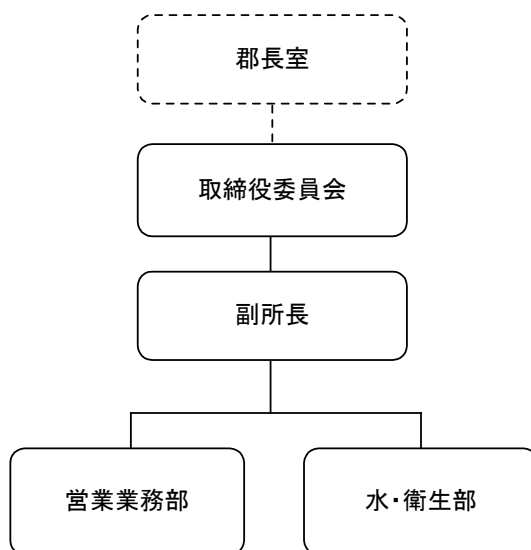 郡長室
取締役委員会
副所長
営業業務部
水・衛生部